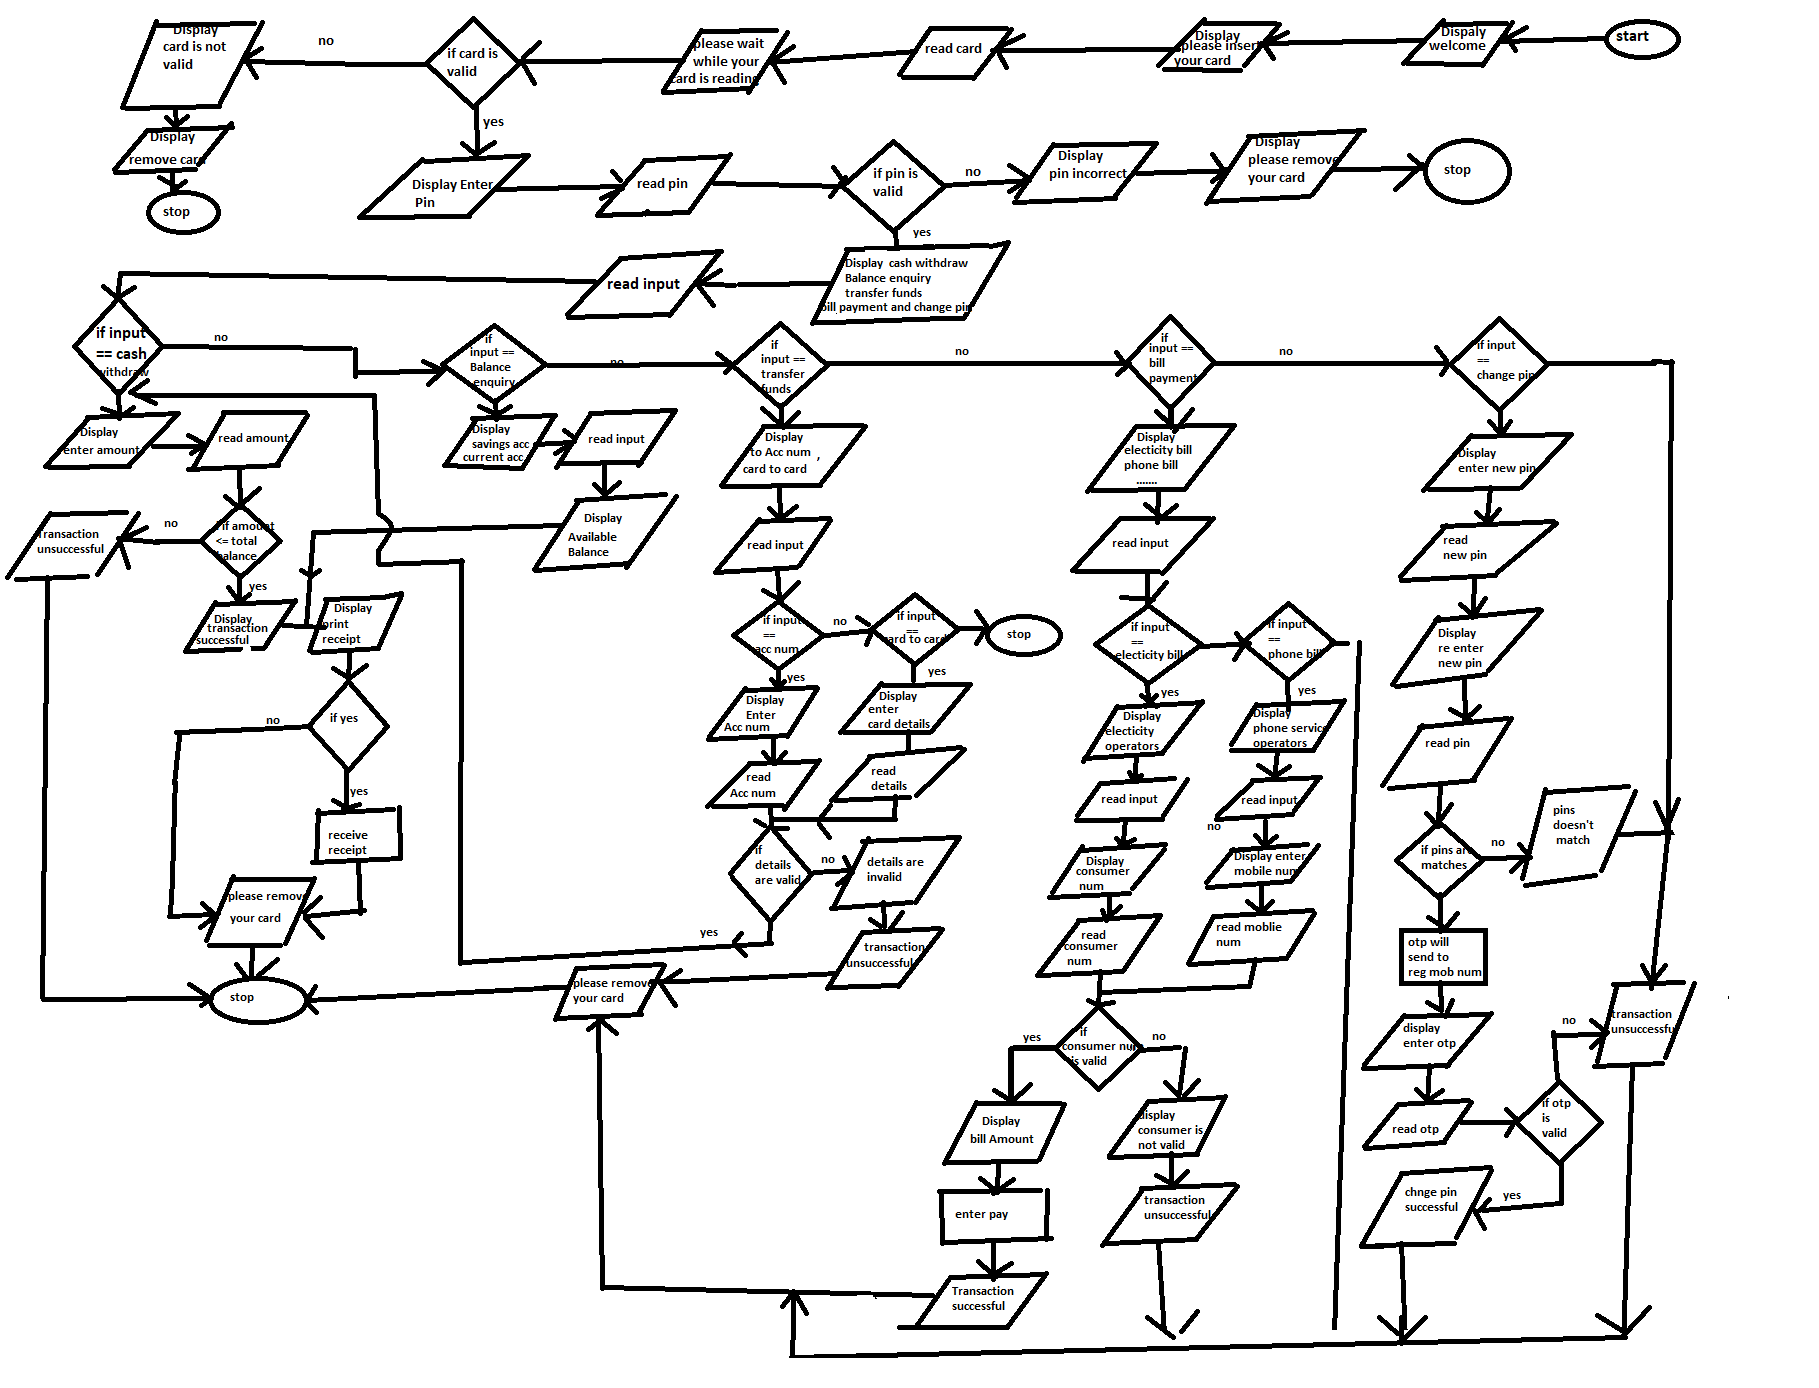 start
Dispaly
welcome
Display
please insert
your card
read card
please wait
while your
card is reading
if card is
valid
no
Display
card is not
valid
Display
remove card
stop
yes
Display Enter
Pin
read pin
if pin is
valid
no
Display
pin incorrect
Display
please remove
your card
stop
yes
Display cash withdraw
Balance enquiry
transfer funds
bill payment and change pin
read input
if input
== cash
withdraw
no
if
input ==
Balance
enquiry
no
if
input ==
transfer
funds
no
if
input ==
bill
payment
no
if input
==
change pin
Display
enter amount
read amount
if amount
<= total
balance
no
Transaction
unsuccessful
yes
Display
transaction
successful
Display
print
receipt
if yes
no
yes
receive
receipt
please remove
your card
stop
Display
savings acc
current acc
read input
Display
Available
Balance
Display
to Acc num ,
card to card
read input
if input
==
acc num
no
if input
==
card to card
stop
yes
Display
Enter
Acc num
read
Acc num
yes
Display
enter
card details
read
details
if
details
are valid
no
details are
invalid
transaction
unsuccessful
yes
please remove
your card
Display
electicity bill
phone bill
.......
read input
if input
==
electicity bill
if input
==
phone bill
yes
Display
electicity
operators
read input
Display
consumer
num
read
consumer
num
yes
Display
phone service
operators
read input
no
Display enter
mobile num
read moblie
num
if
consumer num
is valid
yes
no
Display
bill Amount
enter pay
Transaction
successful
display
consumer is
not valid
transaction
unsuccessful
Display
enter new pin
read
new pin
Display
re enter
new pin
read pin
if pins are
matches
no
pins
doesn't
match
otp will
send to
reg mob num
display
enter otp
read otp
if otp
is
valid
no
transaction
unsuccessful
yes
chnge pin
successful